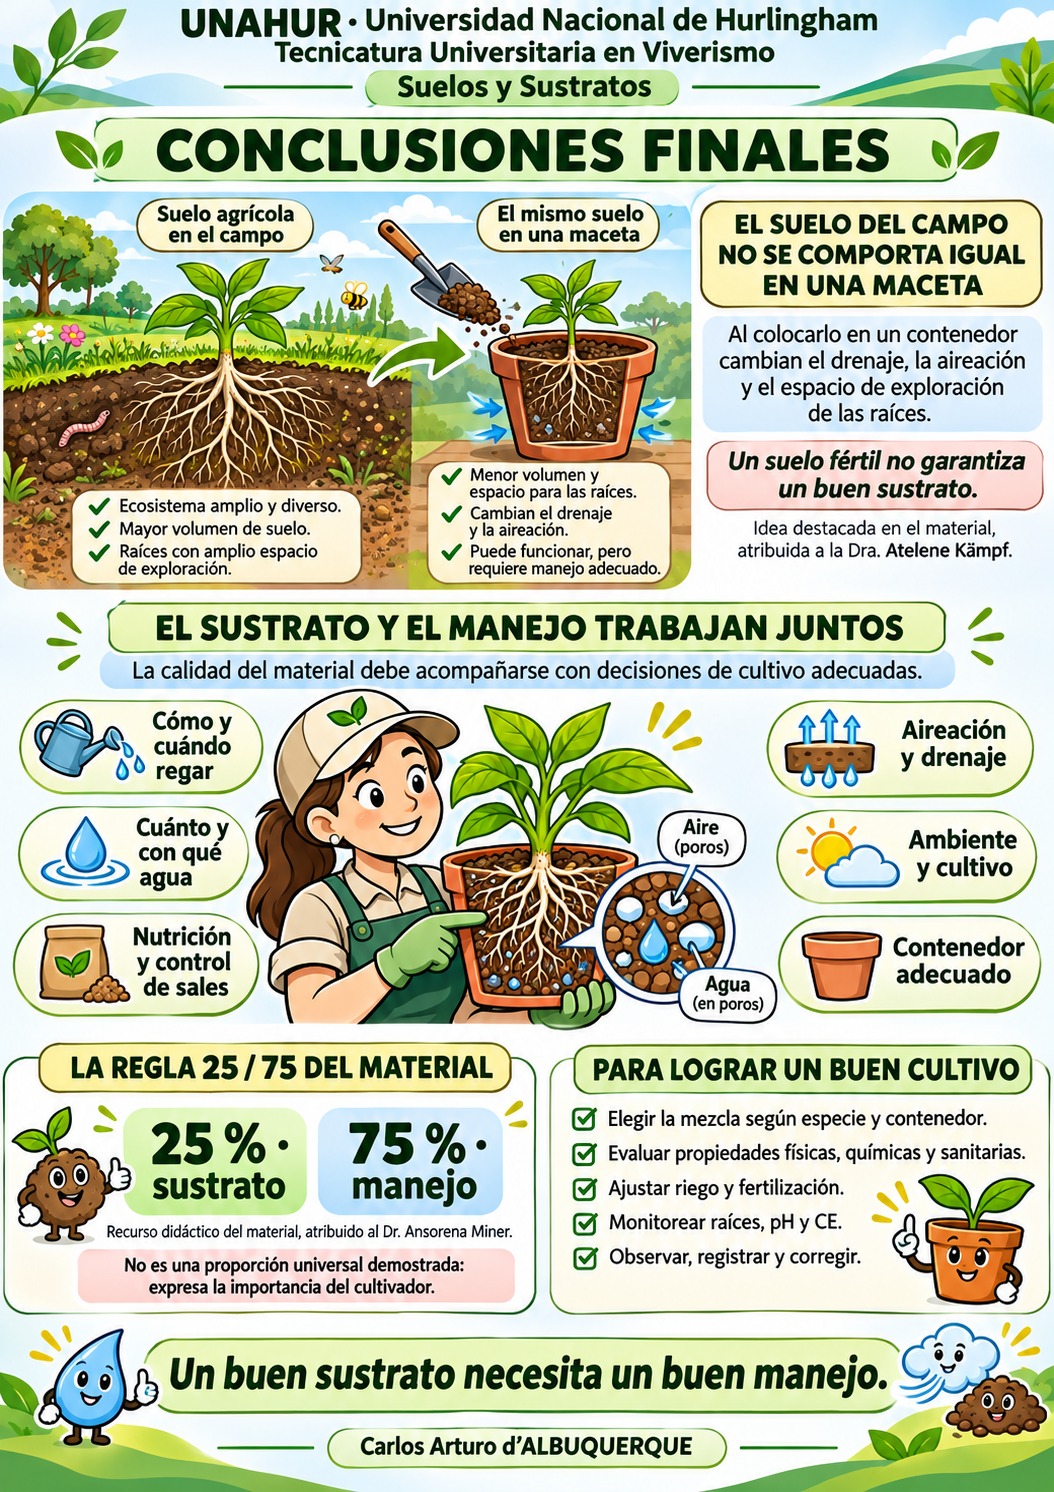 UNAHUR · Universidad Nacional de Hurlingham
Tecnicatura Universitaria en Viverismo
Suelos y Sustratos
CONCLUSIONES FINALES
Suelo agrícola
en el campo
El mismo suelo
en una maceta
Ecosistema amplio y diverso.
Mayor volumen de suelo.
Raíces con amplio espacio
de exploración.
Menor volumen y
espacio para las raíces.
Cambian el drenaje
y la aireación.
Puede funcionar, pero
requiere manejo adecuado.
EL SUELO DEL CAMPO
NO SE COMPORTA IGUAL
EN UNA MACETA
Al colocarlo en un contenedor
cambian el drenaje, la aireación
y el espacio de exploración
de las raíces.
Un suelo fértil no garantiza
un buen sustrato.
Idea destacada en el material,
atribuida a la Dra. Atelene Kämpf.
EL SUSTRATO Y EL MANEJO TRABAJAN JUNTOS
La calidad del material debe acompañarse con decisiones de cultivo adecuadas.
Cómo y
cuándo
regar
Cuánto y
con qué
agua
Nutrición
y control
de sales
Aire
(poros)
Agua
(en poros)
Aireación
y drenaje
Ambiente
y cultivo
Contenedor
adecuado
LA REGLA 25 / 75 DEL MATERIAL
25 % ·
sustrato
75 % ·
manejo
Recurso didáctico del material, atribuido al Dr. Ansorena Miner.
No es una proporción universal demostrada:
expresa la importancia del cultivador.
PARA LOGRAR UN BUEN CULTIVO
Elegir la mezcla según especie y contenedor.
Evaluar propiedades físicas, químicas y sanitarias.
Ajustar riego y fertilización.
Monitorear raíces, pH y CE.
Observar, registrar y corregir.
Un buen sustrato necesita un buen manejo.
Carlos Arturo d'ALBUQUERQUE